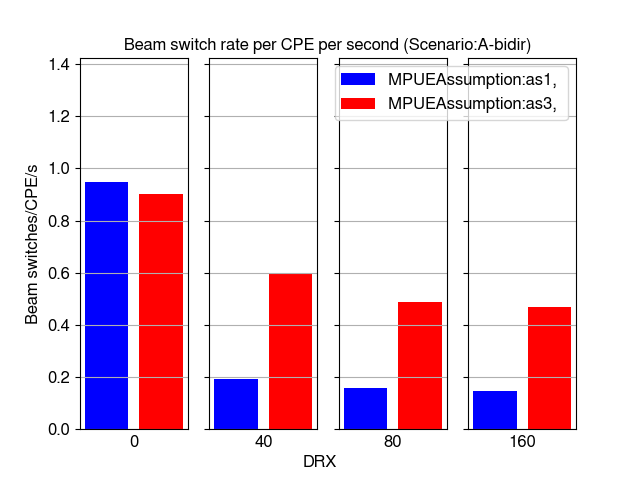 Beam switch rate per CPE per second (Scenario:A-bidir)
MPUEAssumption:as1,
MPUEAssumption:as3,
Beam switches/CPE/s
1.4
1.2
1.0
0.8
0.6
0.4
0.2
0.0
0 40 80 160
DRX